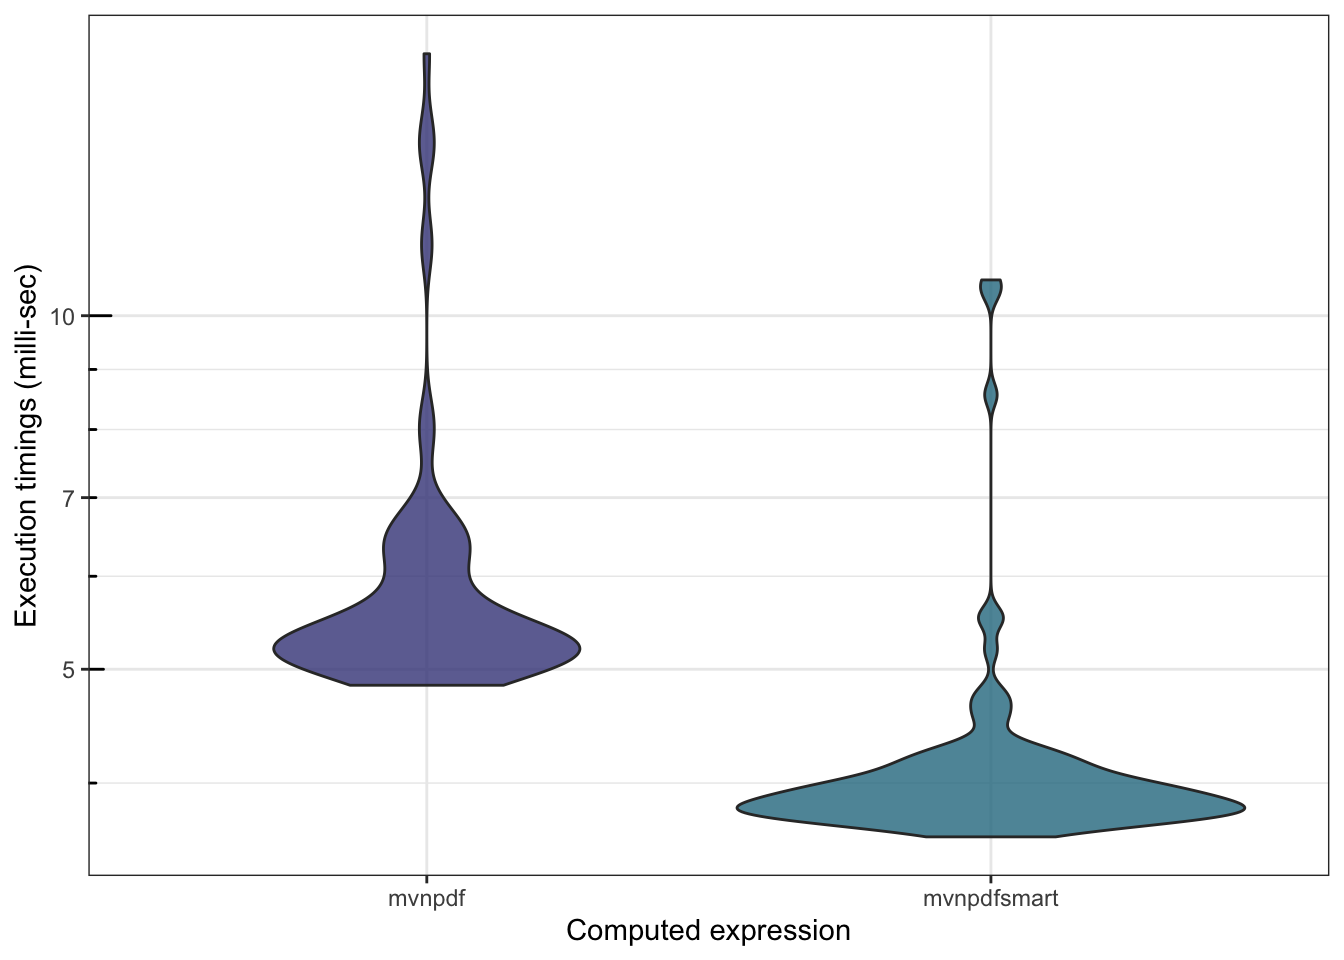 Execution timings (milli-sec)
10
7
5
mvnpdf
mvnpdfsmart
Computed expression